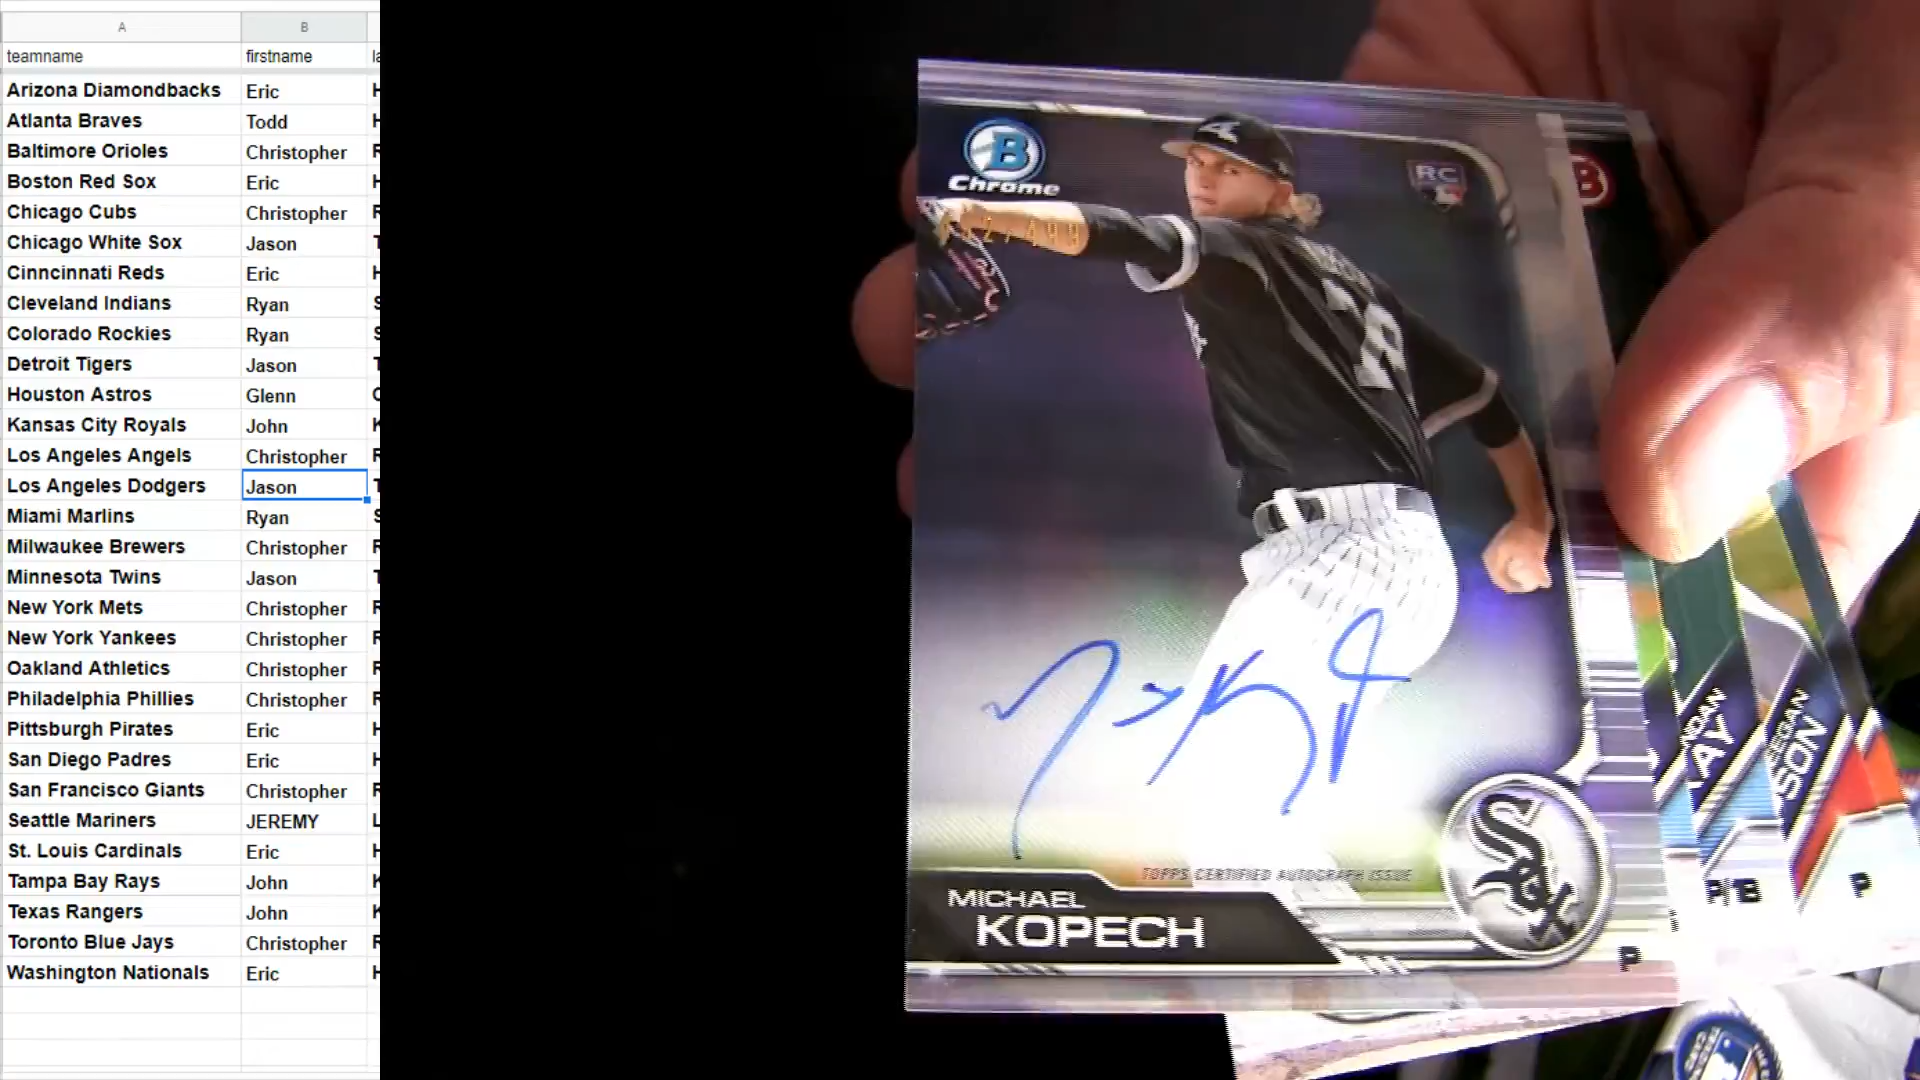 A B
teamname firstname
Arizona Diamondbacks Eric H
Atlanta Braves Todd H
Baltimore Orioles Christopher R
Boston Red Sox Eric H
Chicago Cubs Christopher R
Chicago White Sox Jason T
Cinncinnati Reds Eric H
Cleveland Indians Ryan S
Colorado Rockies Ryan S
Detroit Tigers Jason T
Houston Astros Glenn
Kansas City Royals John K
Los Angeles Angels Christopher R
Los Angeles Dodgers Jason T
Miami Marlins Ryan S
Milwaukee Brewers Christopher R
Minnesota Twins Jason T
New York Mets Christopher R
New York Yankees Christopher R
Oakland Athletics Christopher R
Philadelphia Phillies Christopher R
Pittsburgh Pirates Eric H
San Diego Padres Eric H
San Francisco Giants Christopher R
Seattle Mariners JEREMY L
St. Louis Cardinals Eric H
Tampa Bay Rays John K
Texas Rangers John K
Toronto Blue Jays Christopher R
Washington Nationals Eric H
B
Chrome
RC
B
TOPPS CERTIFIED AUTOGRAPH ISSUE
MICHAEL
KOPECH
Sox
P
P/B
P